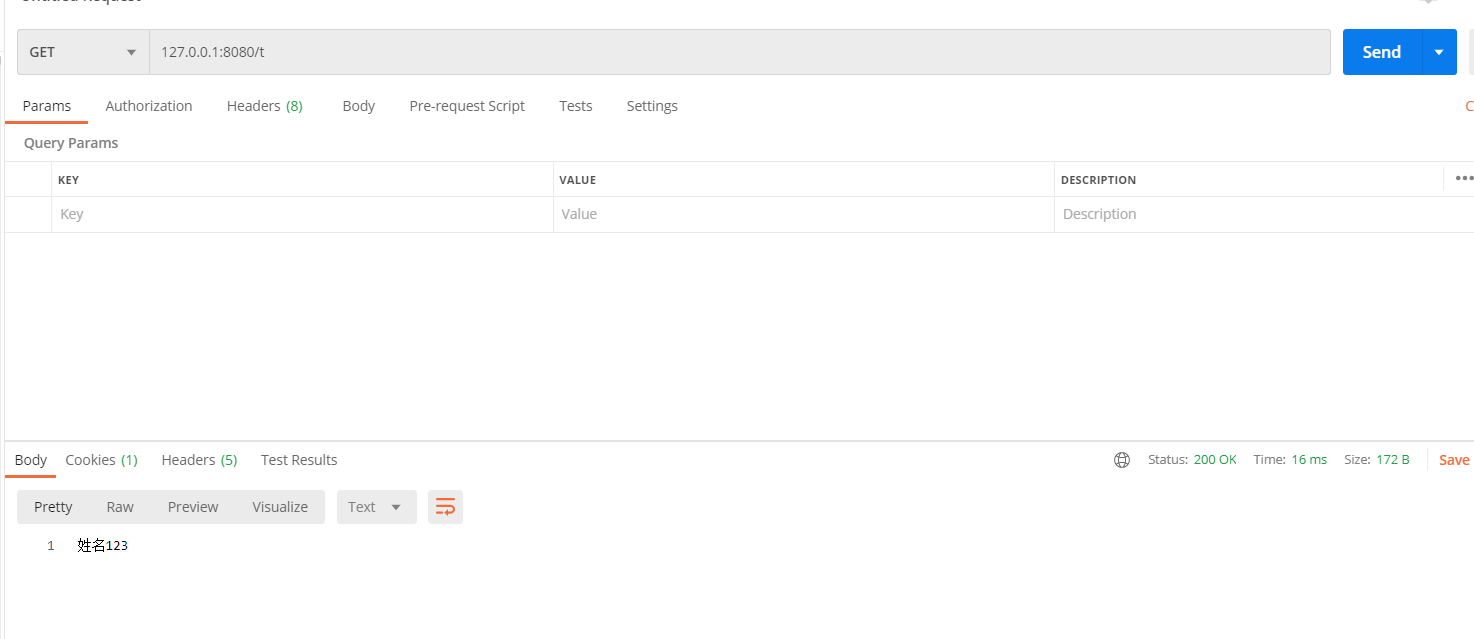 GET 127.0.0.1:8080/t Send
Params Authorization Headers (8) Body Pre-request Script Tests Settings
Query Params
KEY VALUE DESCRIPTION •••
Key Value Description
Body Cookies (1) Headers (5) Test Results Status: 200 OK Time: 16 ms Size: 172 B Save
Pretty Raw Preview Visualize Text
1 姓名123